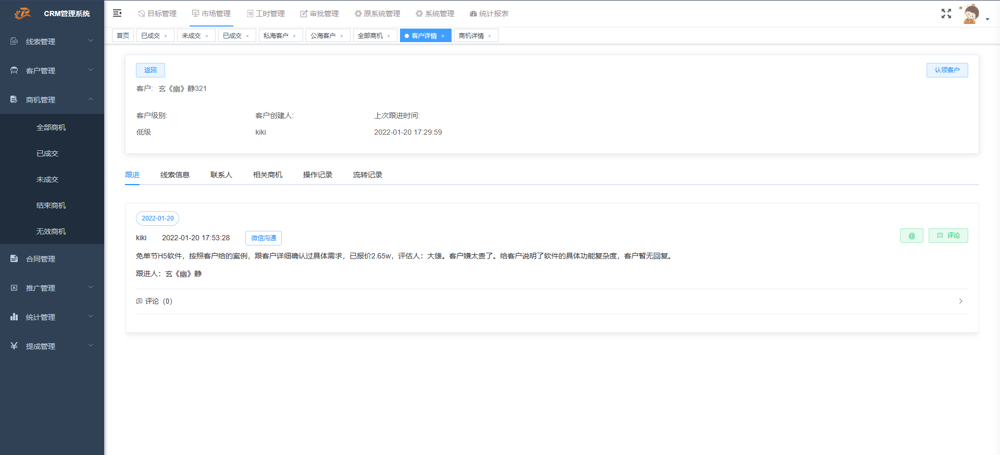 CRM管理系统
目标管理 市场管理 工时管理 审批管理 原系统管理 系统管理 统计报表
首页 已成交 × 未成交 × 已成交 × 私海客户 × 公海客户 × 全部商机 × 客户详情 × 商机详情 ×
线索管理
客户管理
商机管理
全部商机
已成交
未成交
结束商机
无效商机
合同管理
推广管理
统计管理
提成管理
返回 认领客户
客户: 玄《幽》静321
客户级别: 客户创建人: 上次跟进时间:
低级 kiki 2022-01-20 17:29:59
跟进 线索信息 联系人 相关商机 操作记录 流转记录
2022-01-20
kiki 2022-01-20 17:53:28 微信沟通 @ 评论
免单节H5软件，按照客户给的案例，跟客户详细确认过具体需求，已报价2.65w，评估人：大雄。客户嫌太贵了。给客户说明了软件的具体功能复杂度，客户暂无回复。
跟进人：玄《幽》静
评论（0）